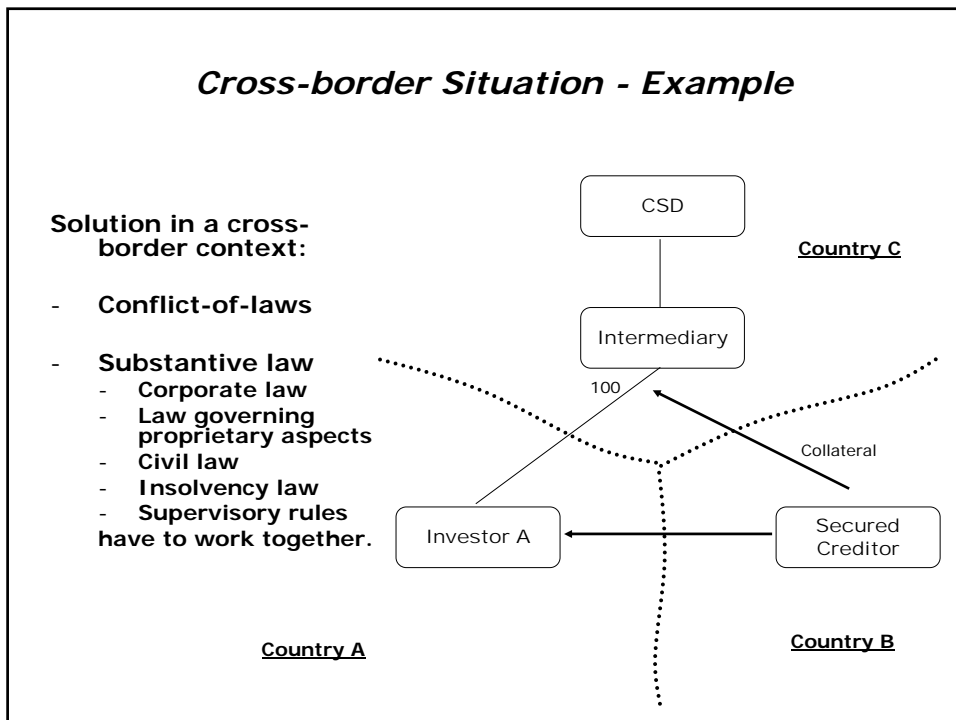 Cross-border Situation - Example
Solution in a cross-
border context:
- Conflict-of-laws
- Substantive law
- Corporate law
- Law governing
proprietary aspects
- Civil law
- Insolvency law
- Supervisory rules
have to work together.
CSD
Country C
Intermediary
100
Collateral
Investor A
Secured
Creditor
Country A
Country B